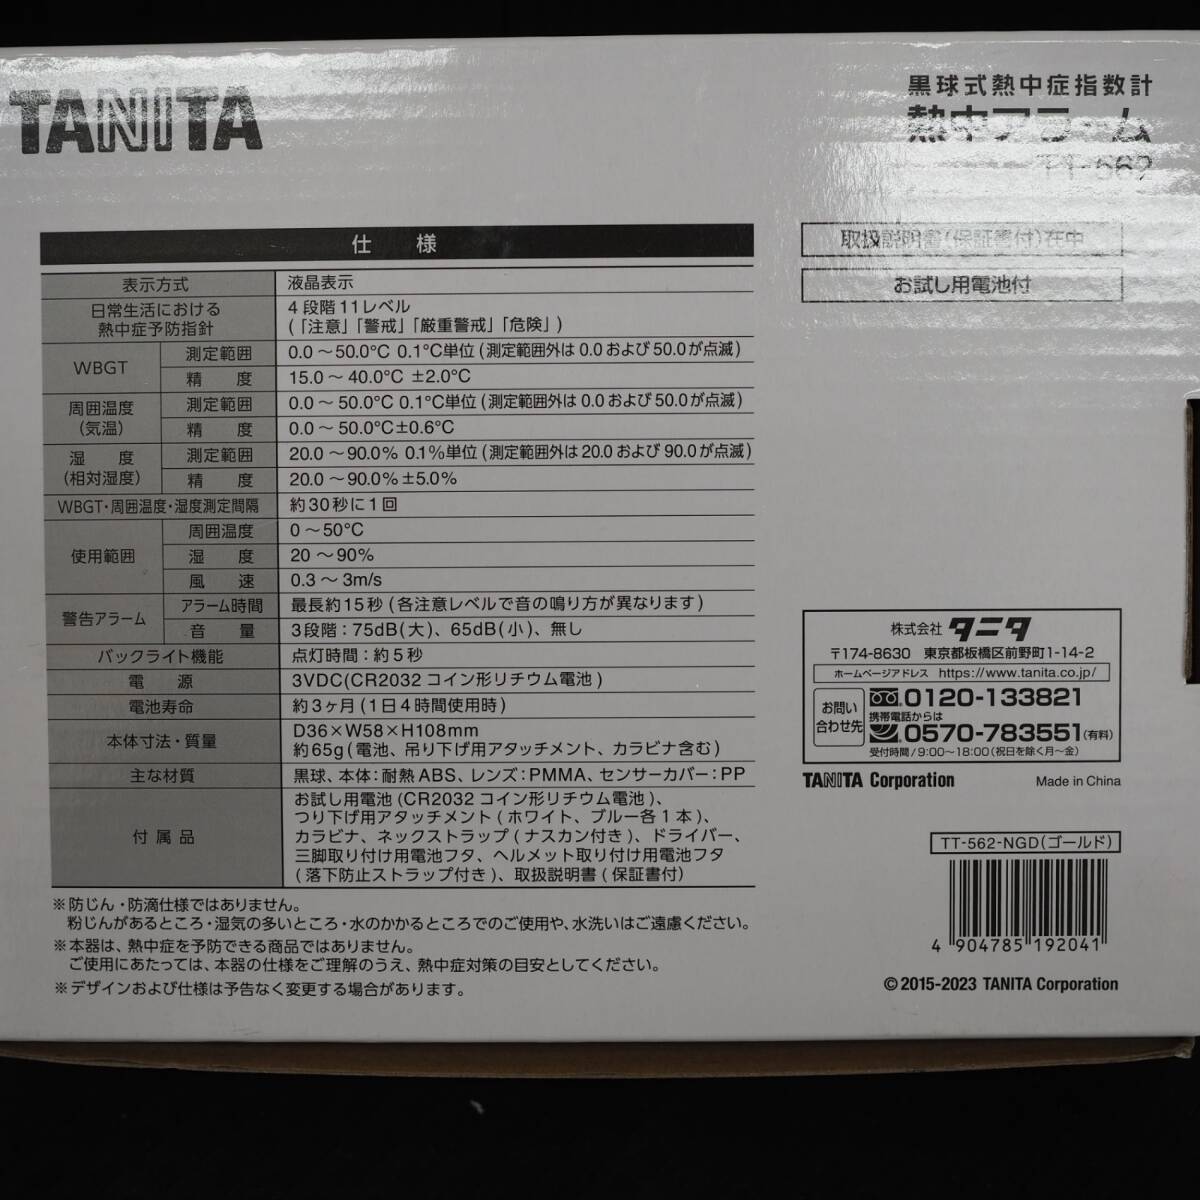 TANITA
黒球式熱中症指数計
熱中アラーム
TT-562
取扱説明書(保証書付)在中
お試し用電池付
仕 様
表示方式 液晶表示
日常生活における
熱中症予防指針
4段階11レベル
(「注意」「警戒」「厳重警戒」「危険」)
WBGT
測定範囲 0.0～50.0℃ 0.1℃単位(測定範囲外は0.0および50.0が点滅)
精 度 15.0～40.0℃ ±2.0℃
周囲温度
(気温)
測定範囲 0.0～50.0℃ 0.1℃単位(測定範囲外は0.0および50.0が点滅)
精 度 0.0～50.0℃±0.6℃
湿 度
(相対湿度)
測定範囲 20.0～90.0% 0.1%単位(測定範囲外は20.0および90.0が点滅)
精 度 20.0～90.0%±5.0%
WBGT・周囲温度・湿度測定間隔 約30秒に1回
使用範囲
周囲温度 0～50℃
湿 度 20～90%
風 速 0.3～3m/s
警告アラーム
アラーム時間 最長約15秒(各注意レベルで音の鳴り方が異なります)
音 量 3段階：75dB(大)、65dB(小)、無し
バックライト機能 点灯時間：約5秒
電 源 3VDC(CR2032コイン形リチウム電池)
電池寿命 約3ヶ月(1日4時間使用時)
本体寸法・質量
D36×W58×H108mm
約65g(電池、吊り下げ用アタッチメント、カラビナ含む)
主な材質 黒球、本体：耐熱ABS、レンズ：PMMA、センサーカバー：PP
付属品
お試し用電池(CR2032コイン形リチウム電池)、
つり下げ用アタッチメント(ホワイト、ブルー各1本)、
カラビナ、ネックストラップ(ナスカン付き)、ドライバー、
三脚取り付け用電池フタ、ヘルメット取り付け用電池フタ
(落下防止ストラップ付き)、取扱説明書(保証書付)
※防じん・防滴仕様ではありません。
粉じんがあるところ・湿気の多いところ・水のかかるところでのご使用や、水洗いはご遠慮ください。
※本器は、熱中症を予防できる商品ではありません。
ご使用にあたっては、本器の仕様をご理解のうえ、熱中症対策の目安としてください。
※デザインおよび仕様は予告なく変更する場合があります。
株式会社 タニタ
〒174-8630 東京都板橋区前野町1-14-2
ホームページアドレス https://www.tanita.co.jp/
お問い
合わせ先
0120-133821
携帯電話からは
0570-783551(有料)
受付時間/9:00～18:00(祝日を除く月～金)
TANITA Corporation Made in China
TT-562-NGD(ゴールド)
4 904785 192041
©2015-2023 TANITA Corporation